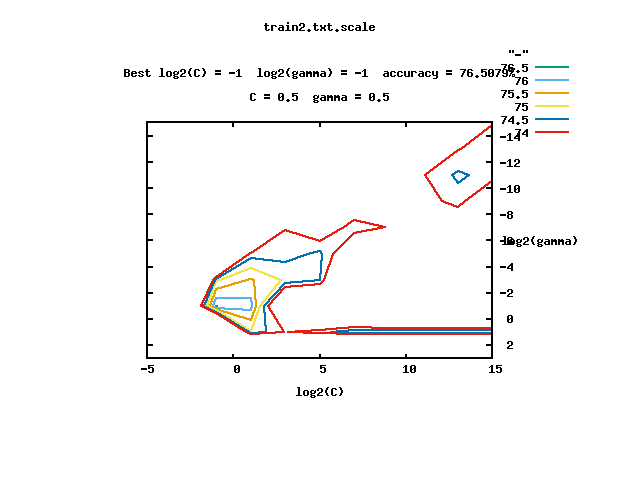 train2.txt.scale
"-"
Best log2(C) = -1 log2(gamma) = -1 accuracy = 76.5079%
76.5
76
75.5
C = 0.5 gamma = 0.5
75
74.5
74
-14
-12
-10
-8
-6
log2(gamma)
-4
-2
0
2
-5 0 5 10 15
log2(C)